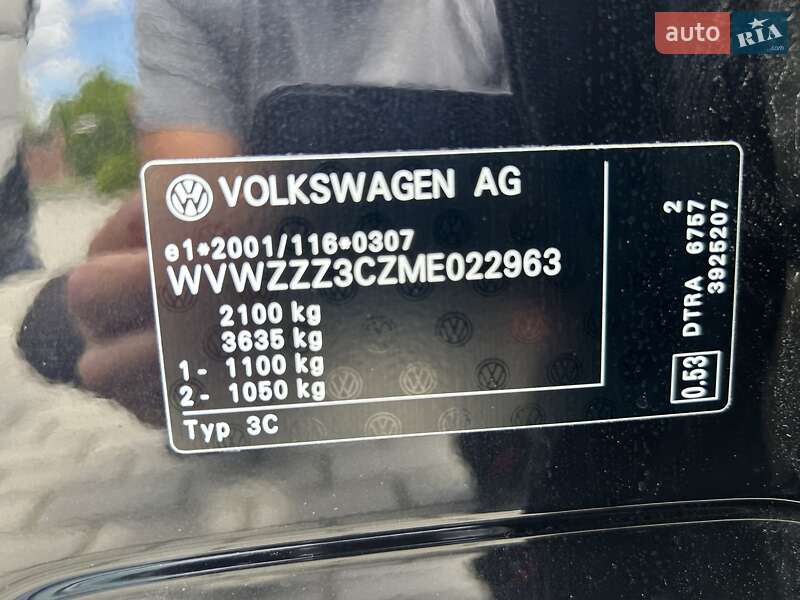 auto RIA
.com
VOLKSWAGEN AG
e1*2001/116*0307
WVWZZZ3CZME022963
2100 kg
3635 kg
1- 1100 kg
2- 1050 kg
Typ 3C
2
DTRA 6757
3925207
0.53